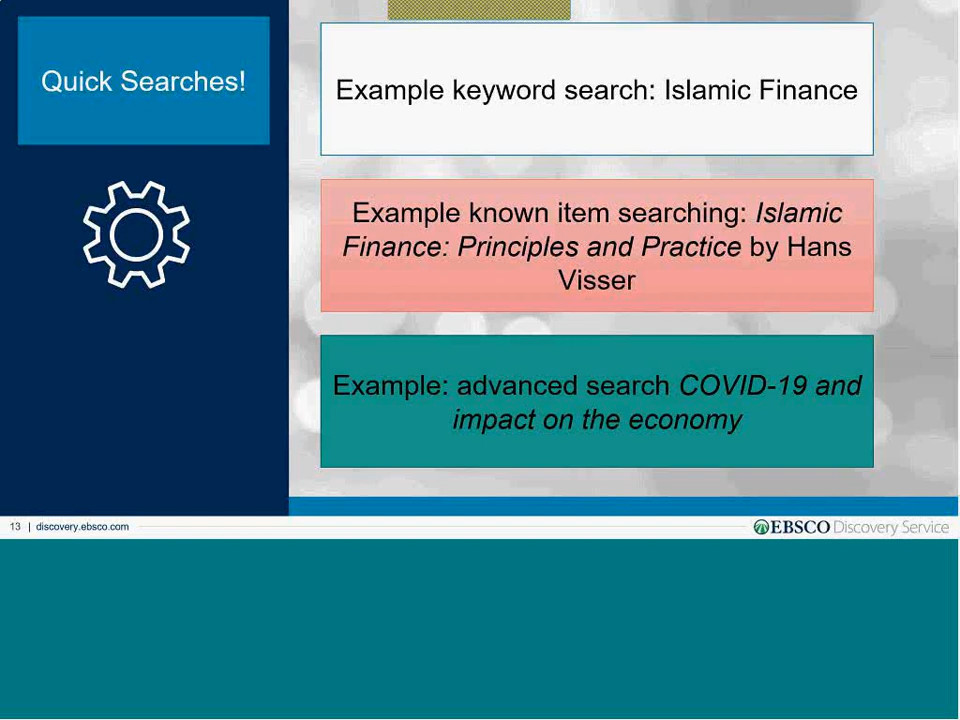 Quick Searches!
Example keyword search: Islamic Finance
Example known item searching: Islamic
Finance: Principles and Practice by Hans
Visser
Example: advanced search COVID-19 and
impact on the economy
13 | discovery.ebsco.com
EBSCO Discovery Service